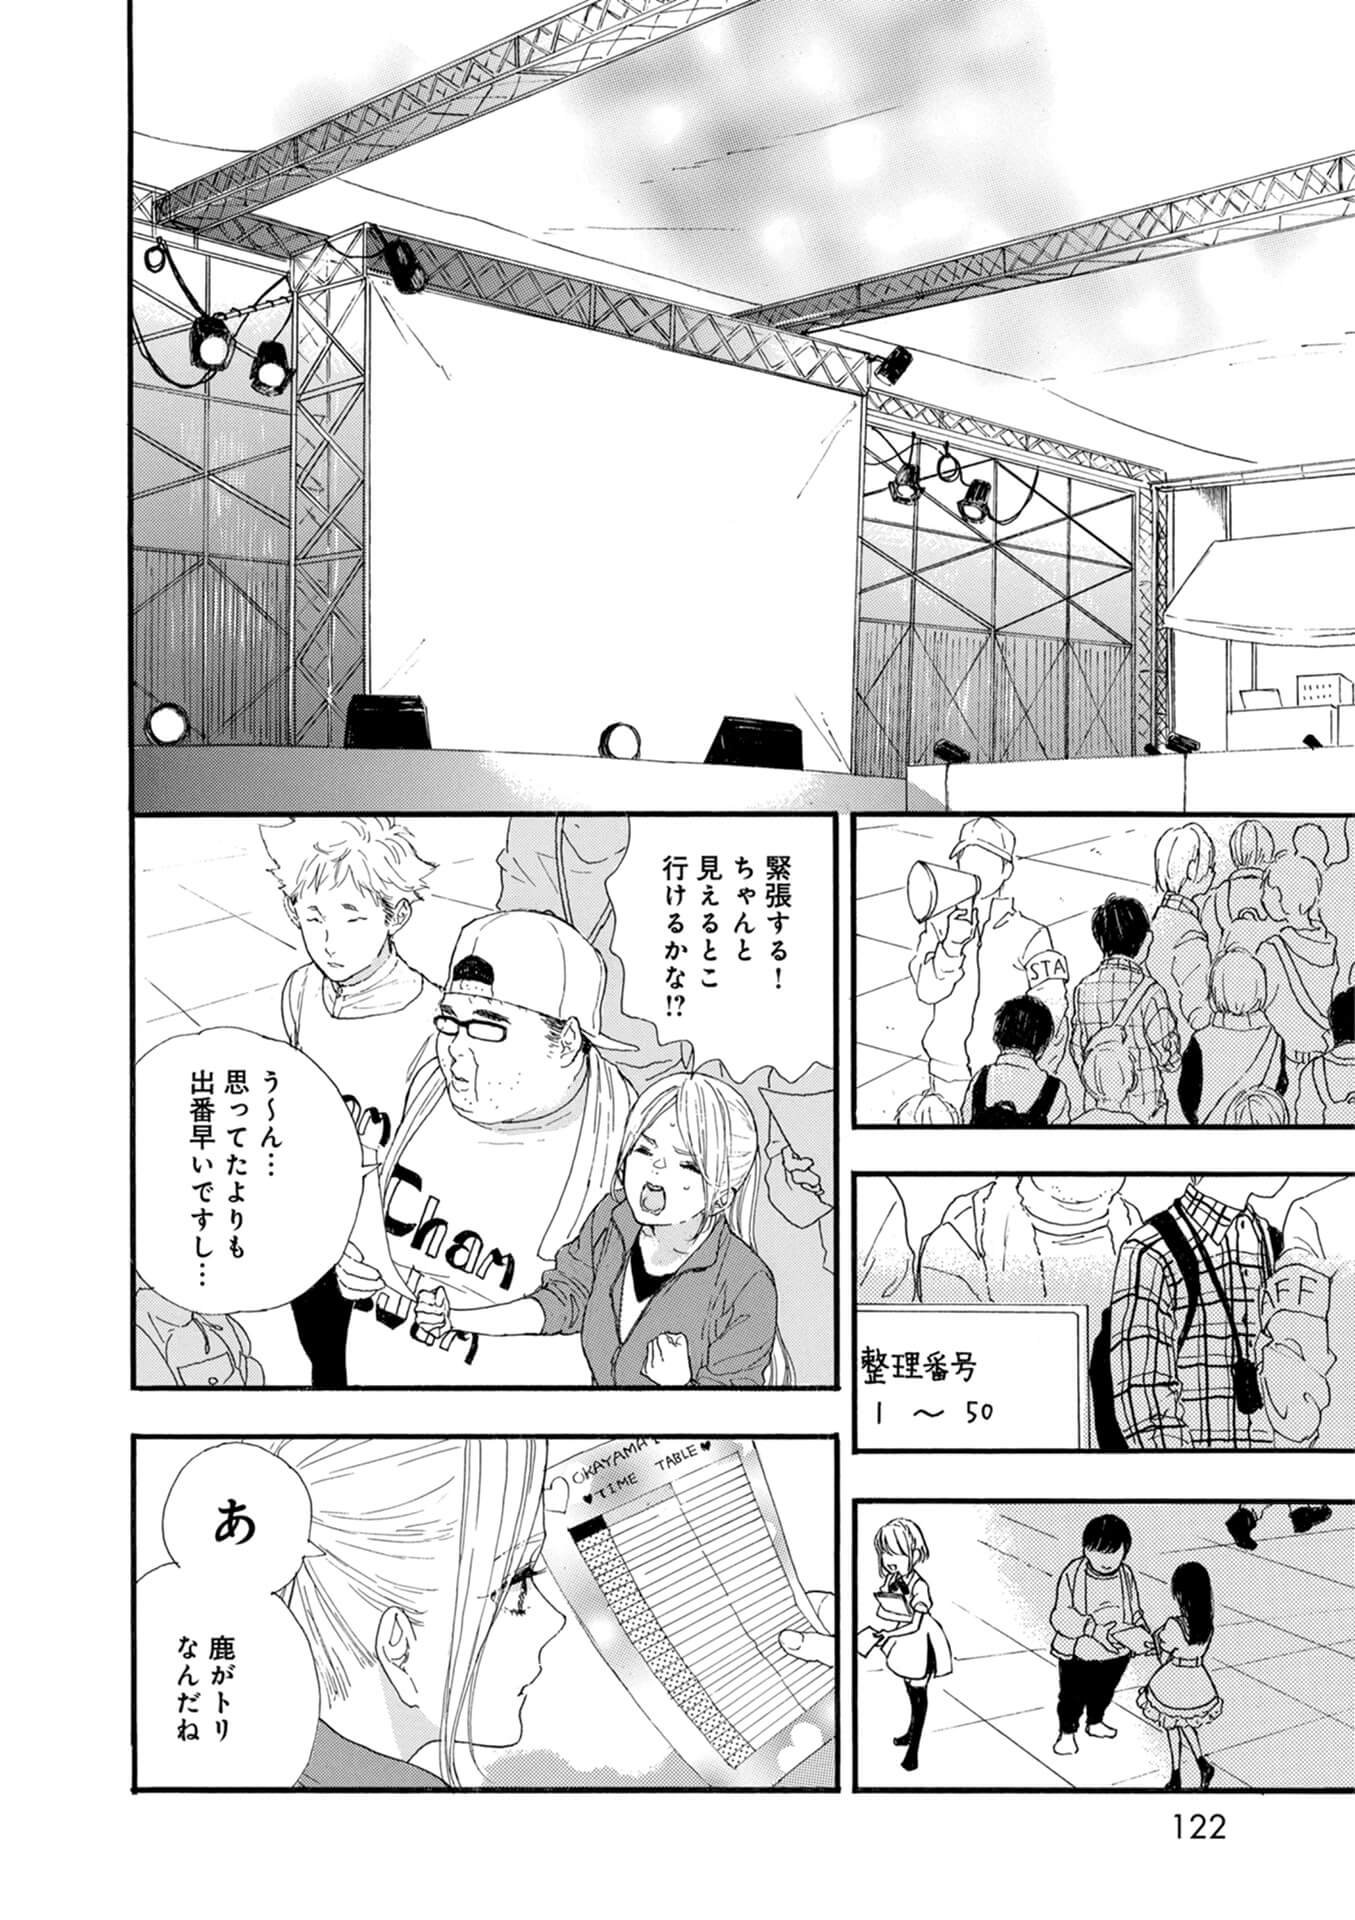 STA
整理番号
1 〜 50
FF
緊張する！
ちゃんと
見えるとこ
行けるかな!?
う〜ん…
思ってたよりも
出番早いですし…
Cham
OKAYAMA
♥TIME TABLE♥
あ
鹿がトリ
なんだね
122